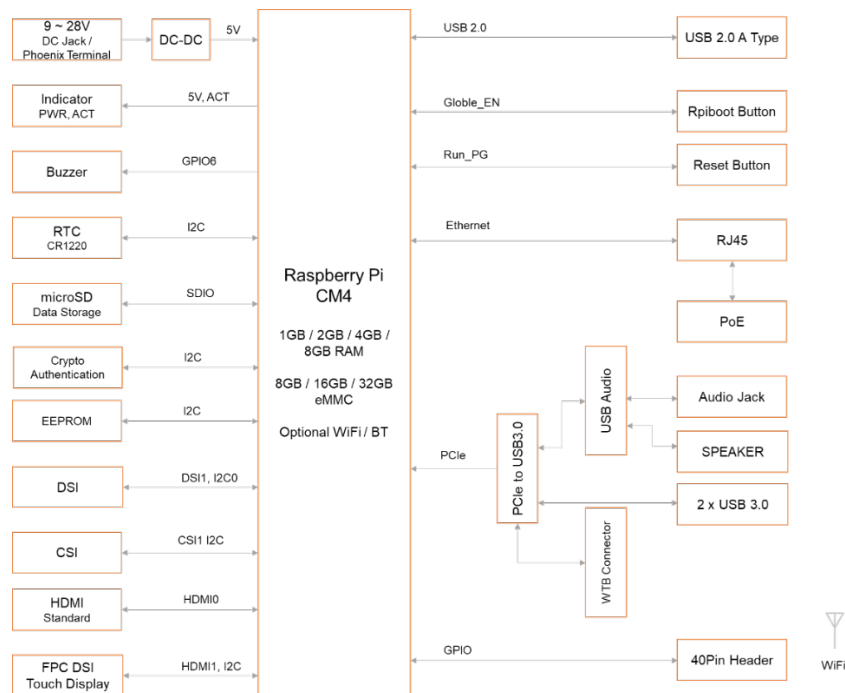 9 ~ 28V
DC Jack /
Phoenix Terminal
DC-DC
5V
Indicator
PWR, ACT
5V, ACT
Buzzer
GPIO6
RTC
CR1220
I2C
microSD
Data Storage
SDIO
Crypto
Authentication
I2C
EEPROM
I2C
DSI
DSI1, I2C0
CSI
CSI1 I2C
HDMI
Standard
HDMI0
FPC DSI
Touch Display
HDMI1, I2C
Raspberry Pi
CM4
1GB / 2GB / 4GB /
8GB RAM
8GB / 16GB / 32GB
eMMC
Optional WiFi / BT
USB 2.0
USB 2.0 A Type
Globle_EN
Rpiboot Button
Run_PG
Reset Button
Ethernet
RJ45
PoE
PCIe
PCIe to USB3.0
USB Audio
Audio Jack
SPEAKER
2 x USB 3.0
WTB Connector
GPIO
40Pin Header
WiFi